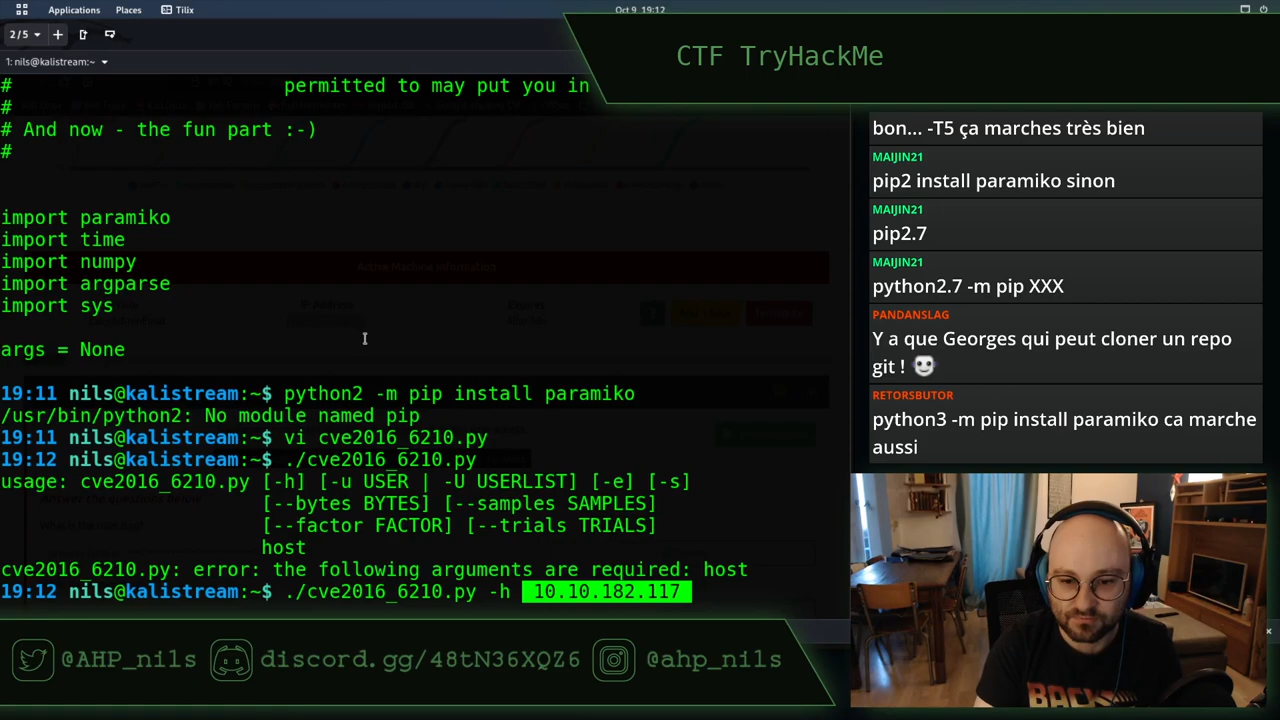 Applications Places Tilix
Oct 9 19:12
2/5
1: nils@kalistream:~
CTF TryHackMe
# permitted to may put you in
#
# And now - the fun part :-)
#
import paramiko
import time
import numpy
import argparse
import sys
args = None
19:11 nils@kalistream:~$ python2 -m pip install paramiko
/usr/bin/python2: No module named pip
19:11 nils@kalistream:~$ vi cve2016_6210.py
19:12 nils@kalistream:~$ ./cve2016_6210.py
usage: cve2016_6210.py [-h] [-u USER | -U USERLIST] [-e] [-s]
[--bytes BYTES] [--samples SAMPLES]
[--factor FACTOR] [--trials TRIALS]
host
cve2016_6210.py: error: the following arguments are required: host
19:12 nils@kalistream:~$ ./cve2016_6210.py -h 10.10.182.117
bon... -T5 ça marches très bien
MAIJIN21
pip2 install paramiko sinon
MAIJIN21
pip2.7
MAIJIN21
python2.7 -m pip XXX
PANDANSLAG
Y a que Georges qui peut cloner un repo
git !
RETORSBUTOR
python3 -m pip install paramiko ca marche
aussi
@AHP_nils discord.gg/48tN36XQZ6 @ahp_nils